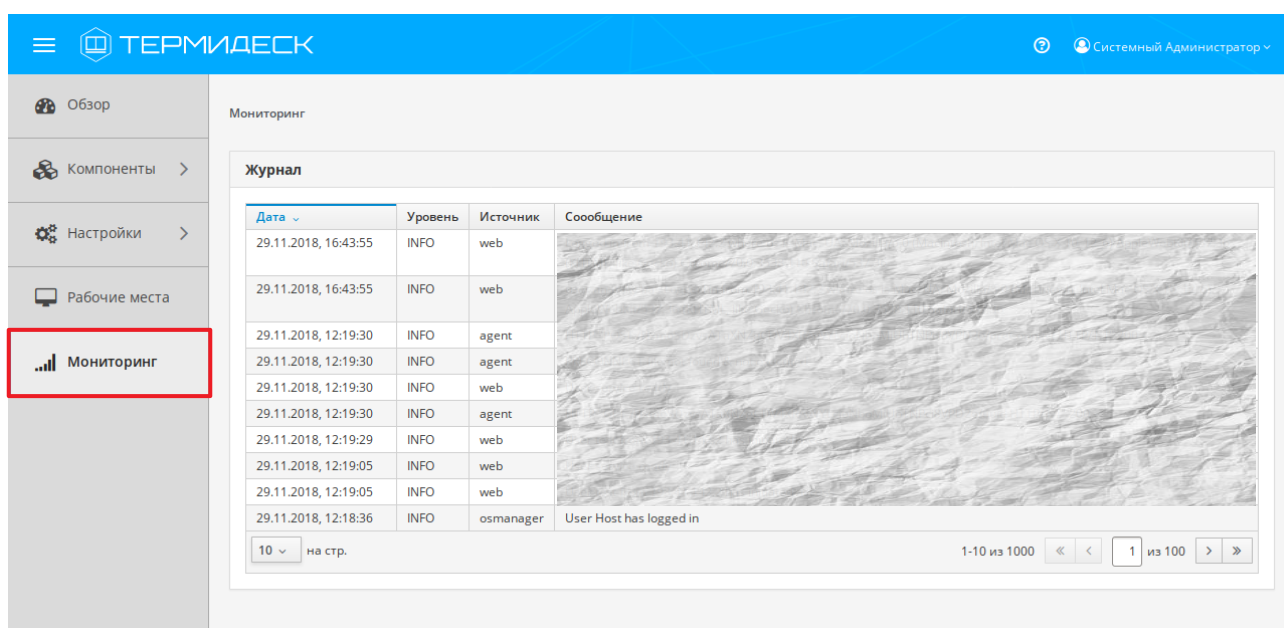 ТЕРМИДЕСК
Системный Администратор
Обзор
Компоненты
Настройки
Рабочие места
Мониторинг
Мониторинг
Журнал
Дата Уровень Источник Соообщение
29.11.2018, 16:43:55 INFO web
29.11.2018, 16:43:55 INFO web
29.11.2018, 12:19:30 INFO agent
29.11.2018, 12:19:30 INFO agent
29.11.2018, 12:19:30 INFO web
29.11.2018, 12:19:30 INFO agent
29.11.2018, 12:19:29 INFO web
29.11.2018, 12:19:05 INFO web
29.11.2018, 12:19:05 INFO web
29.11.2018, 12:18:36 INFO osmanager User Host has logged in
10 на стр. 1-10 из 1000 « < 1 из 100 > »